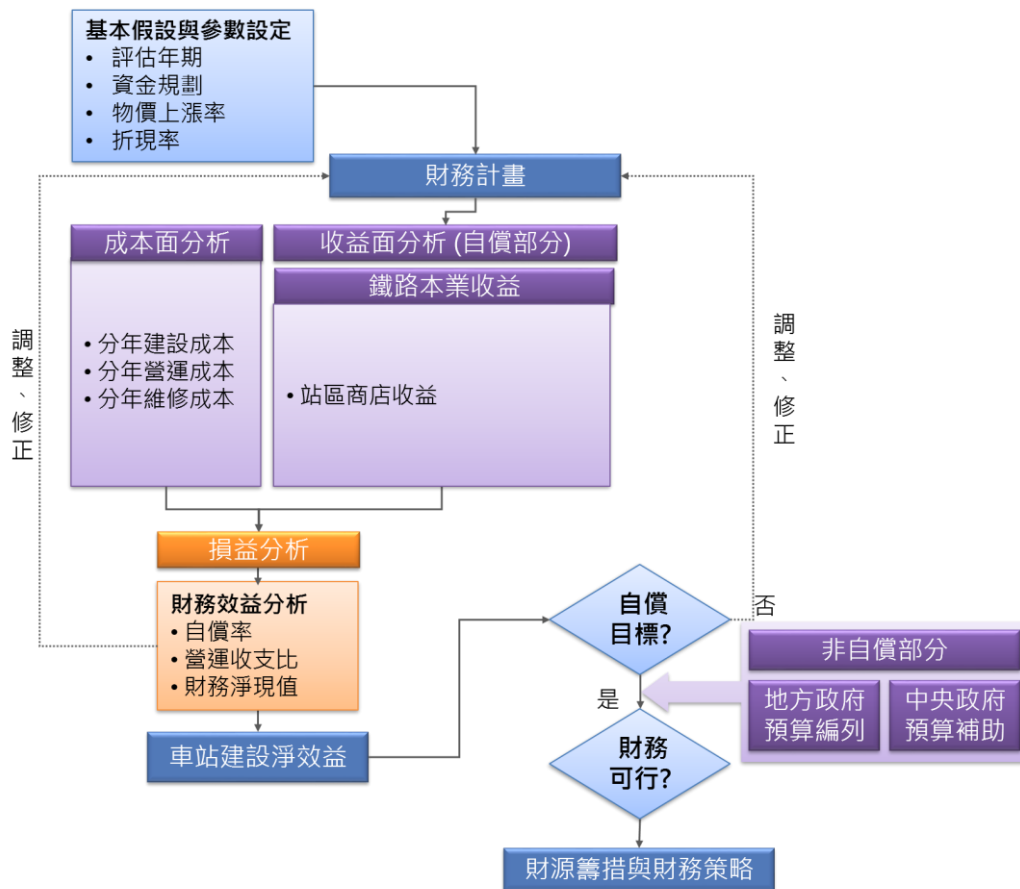 基本假設與參數設定
• 評估年期
• 資金規劃
• 物價上漲率
• 折現率
財務計畫
成本面分析
收益面分析 (自償部分)
鐵路本業收益
• 分年建設成本
• 分年營運成本
• 分年維修成本
• 站區商店收益
調整、修正
調整、修正
損益分析
財務效益分析
• 自償率
• 營運收支比
• 財務淨現值
車站建設淨效益
自償
目標?
否
是
非自償部分
地方政府
預算編列
中央政府
預算補助
財務
可行?
財源籌措與財務策略